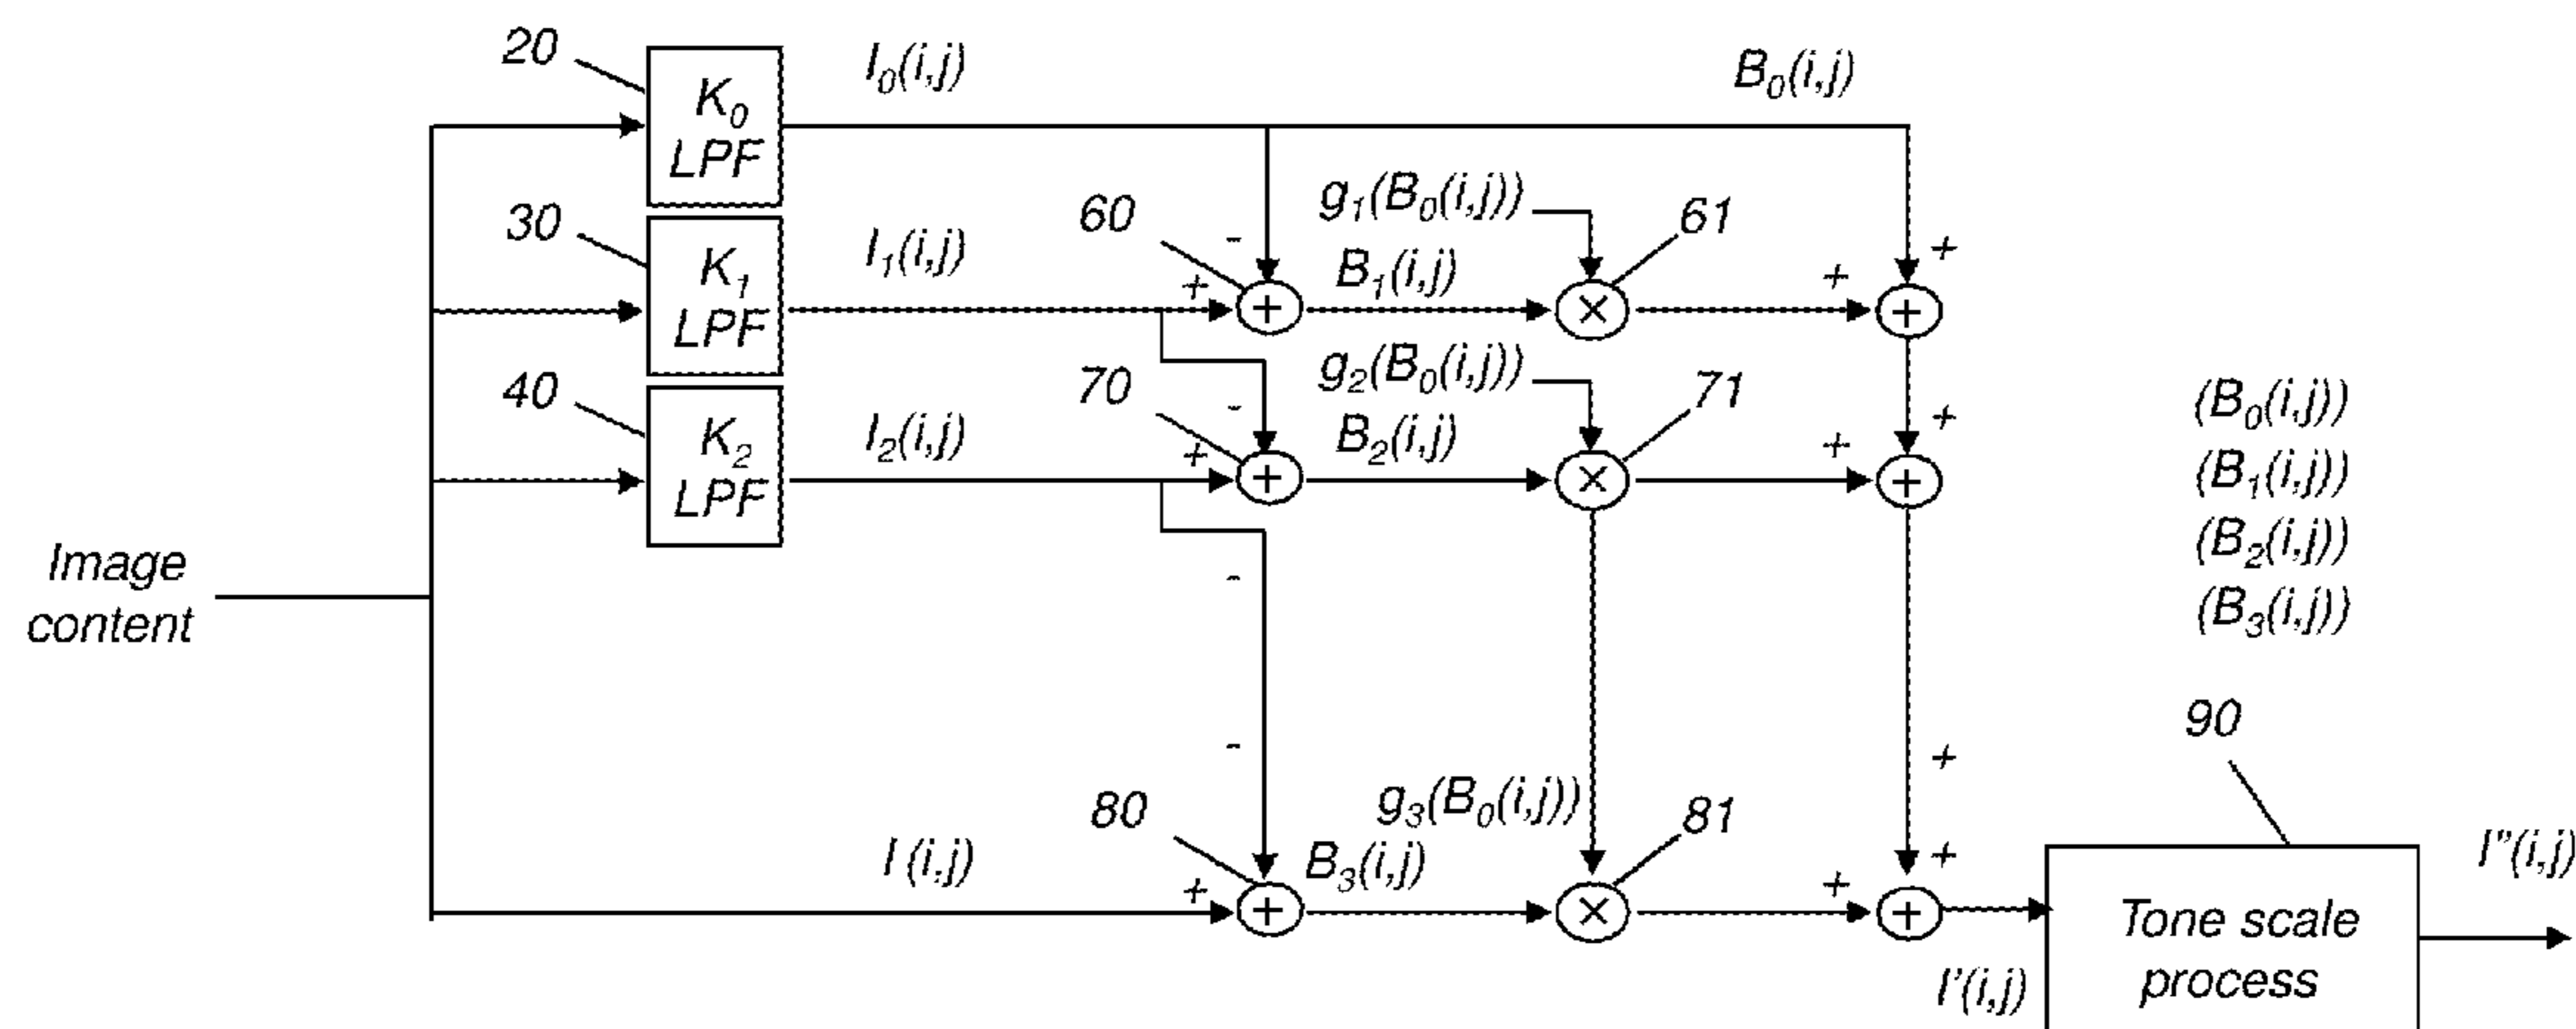 20
K₀
LPF
I₀(i,j)
B₀(i,j)
30
K₁
LPF
I₁(i,j)
60
-
+
+
g₁(B₀(i,j))
B₁(i,j)
×
61
+
+
+
40
K₂
LPF
I₂(i,j)
70
-
+
+
g₂(B₀(i,j))
B₂(i,j)
×
71
+
+
+
(B₀(i,j))
(B₁(i,j))
(B₂(i,j))
(B₃(i,j))
Image
content
-
-
+
I (i,j)
80
+
+
B₃(i,j)
g₃(B₀(i,j))
×
81
+
+
+
I'(i,j)
90
Tone scale
process
I"(i,j)